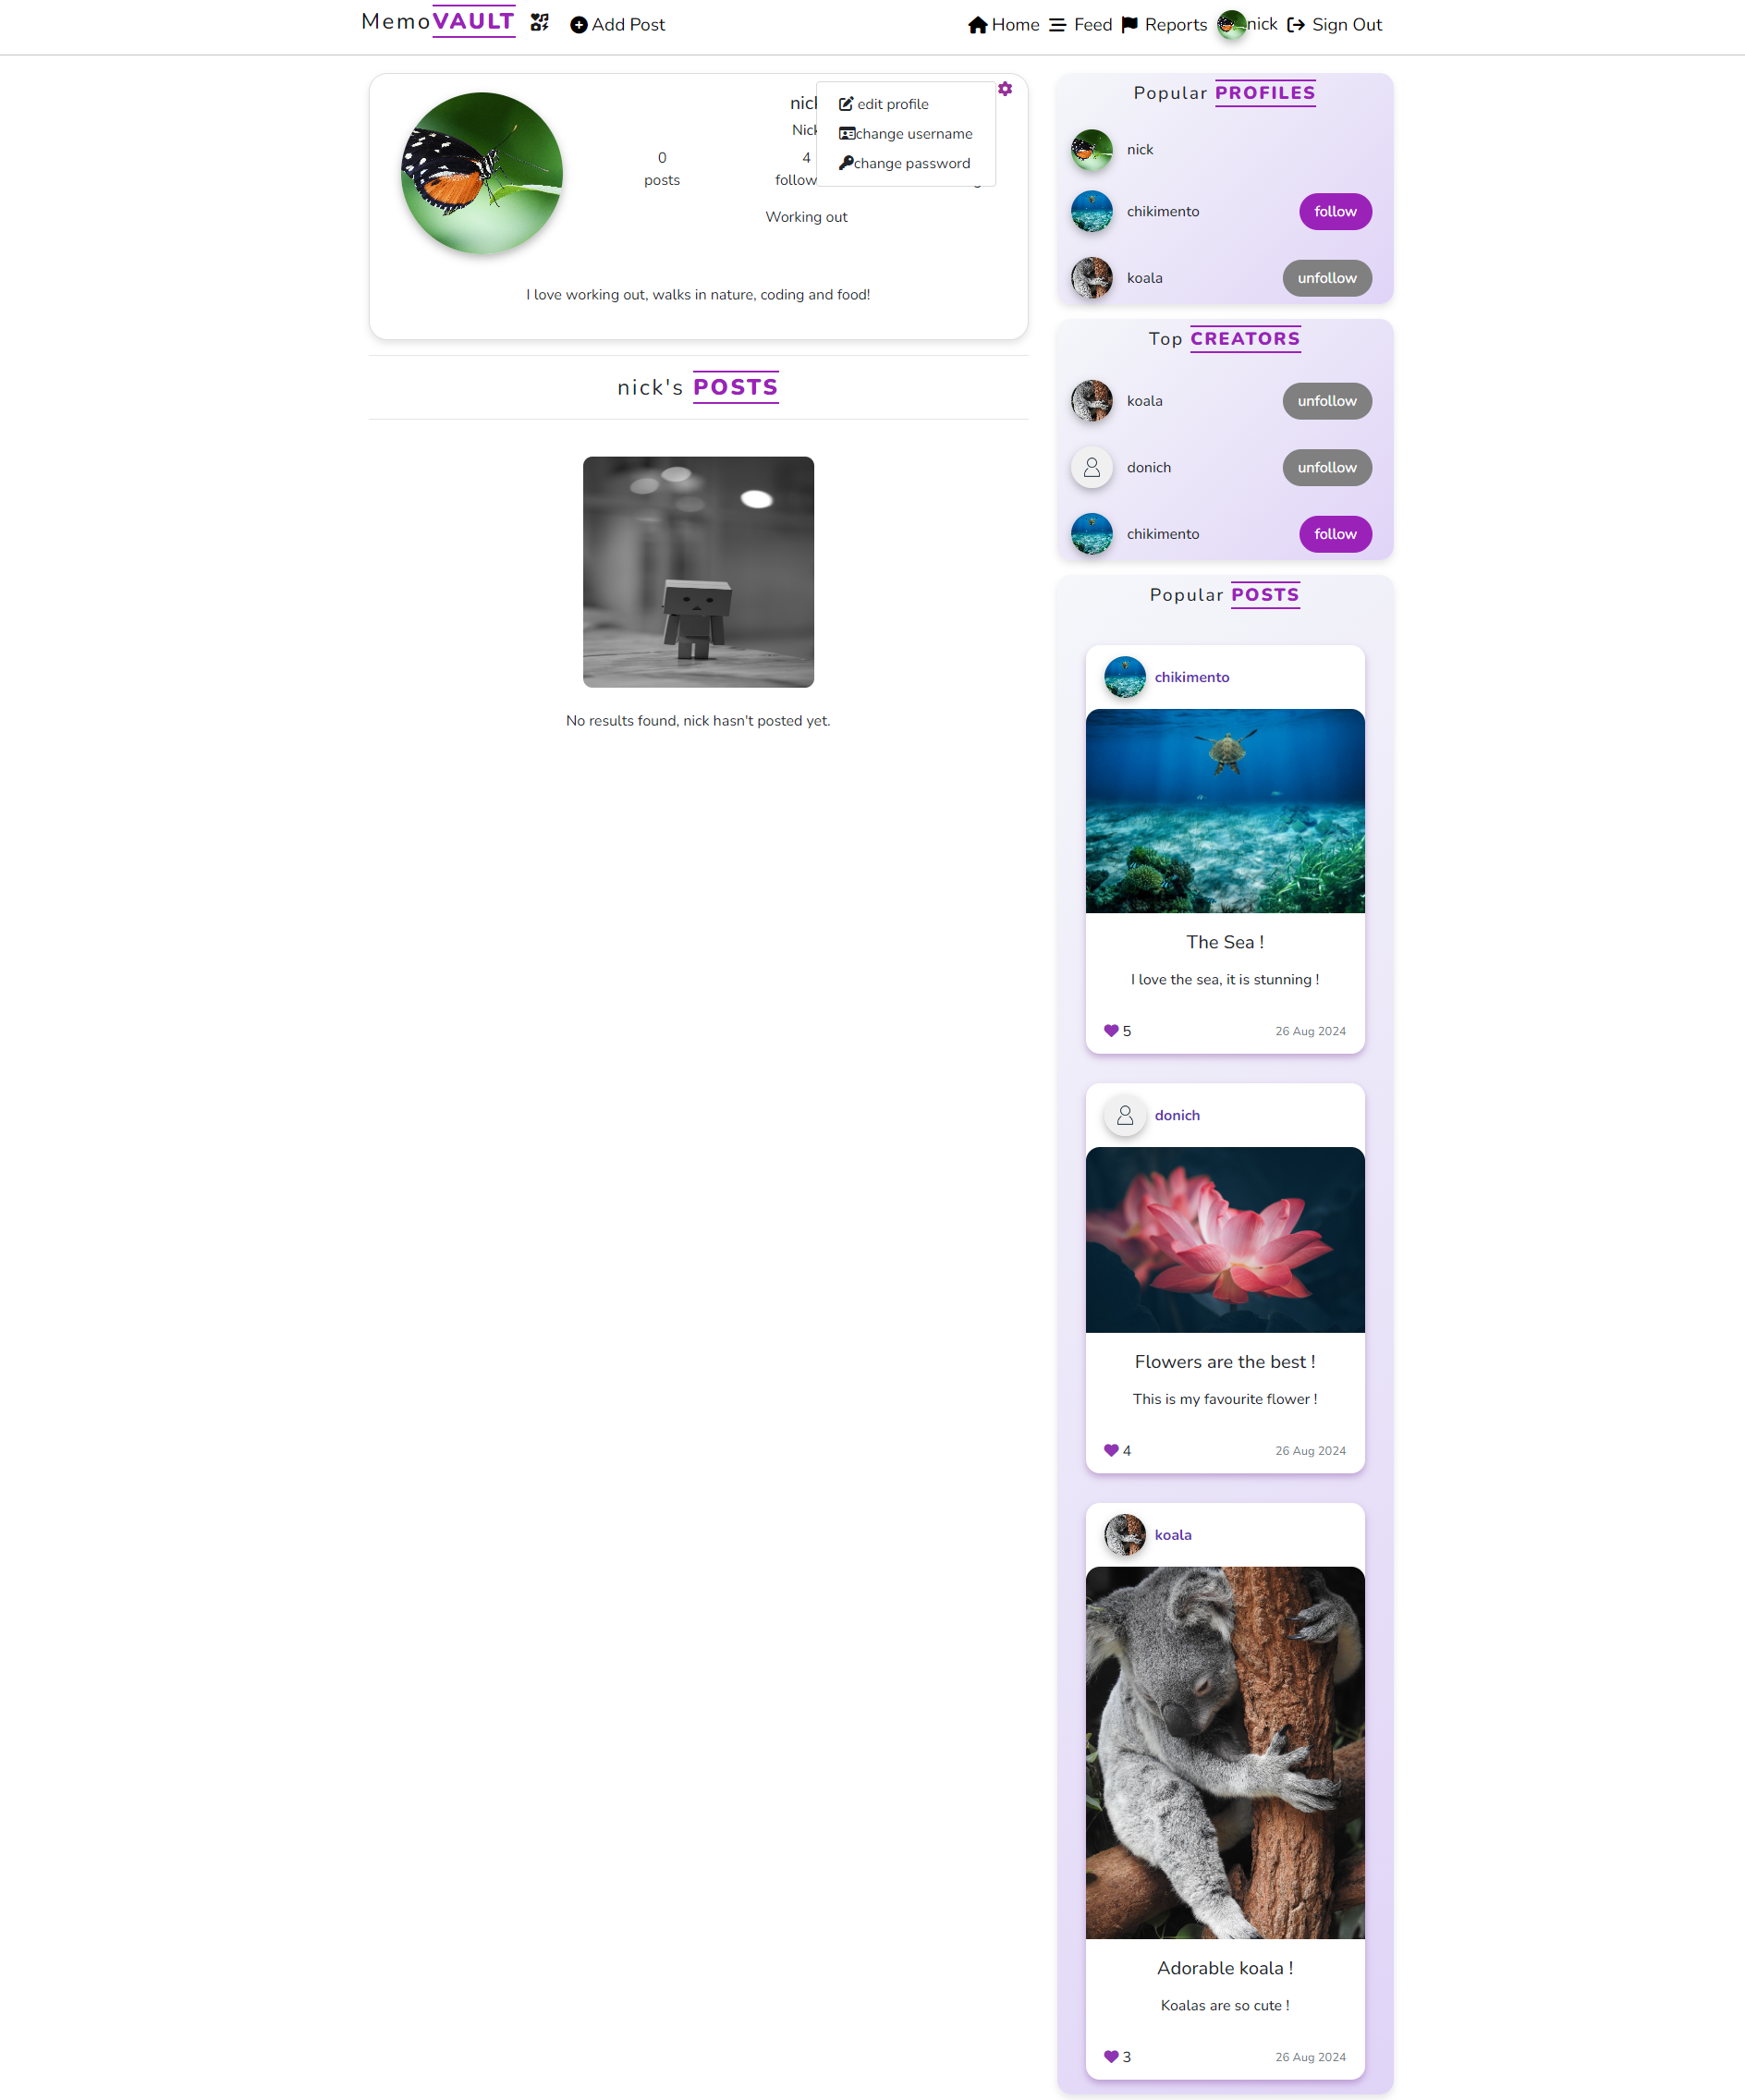 MemoVAULT Add Post Home Feed Reports nick Sign Out
nick
Nick
0
posts
4
follow
edit profile
change username
change password
Working out
I love working out, walks in nature, coding and food!
nick's POSTS
No results found, nick hasn't posted yet.
Popular PROFILES
nick
chikimento follow
koala unfollow
Top CREATORS
koala unfollow
donich unfollow
chikimento follow
Popular POSTS
chikimento
The Sea !
I love the sea, it is stunning !
5 26 Aug 2024
donich
Flowers are the best !
This is my favourite flower !
4 26 Aug 2024
koala
Adorable koala !
Koalas are so cute !
3 26 Aug 2024